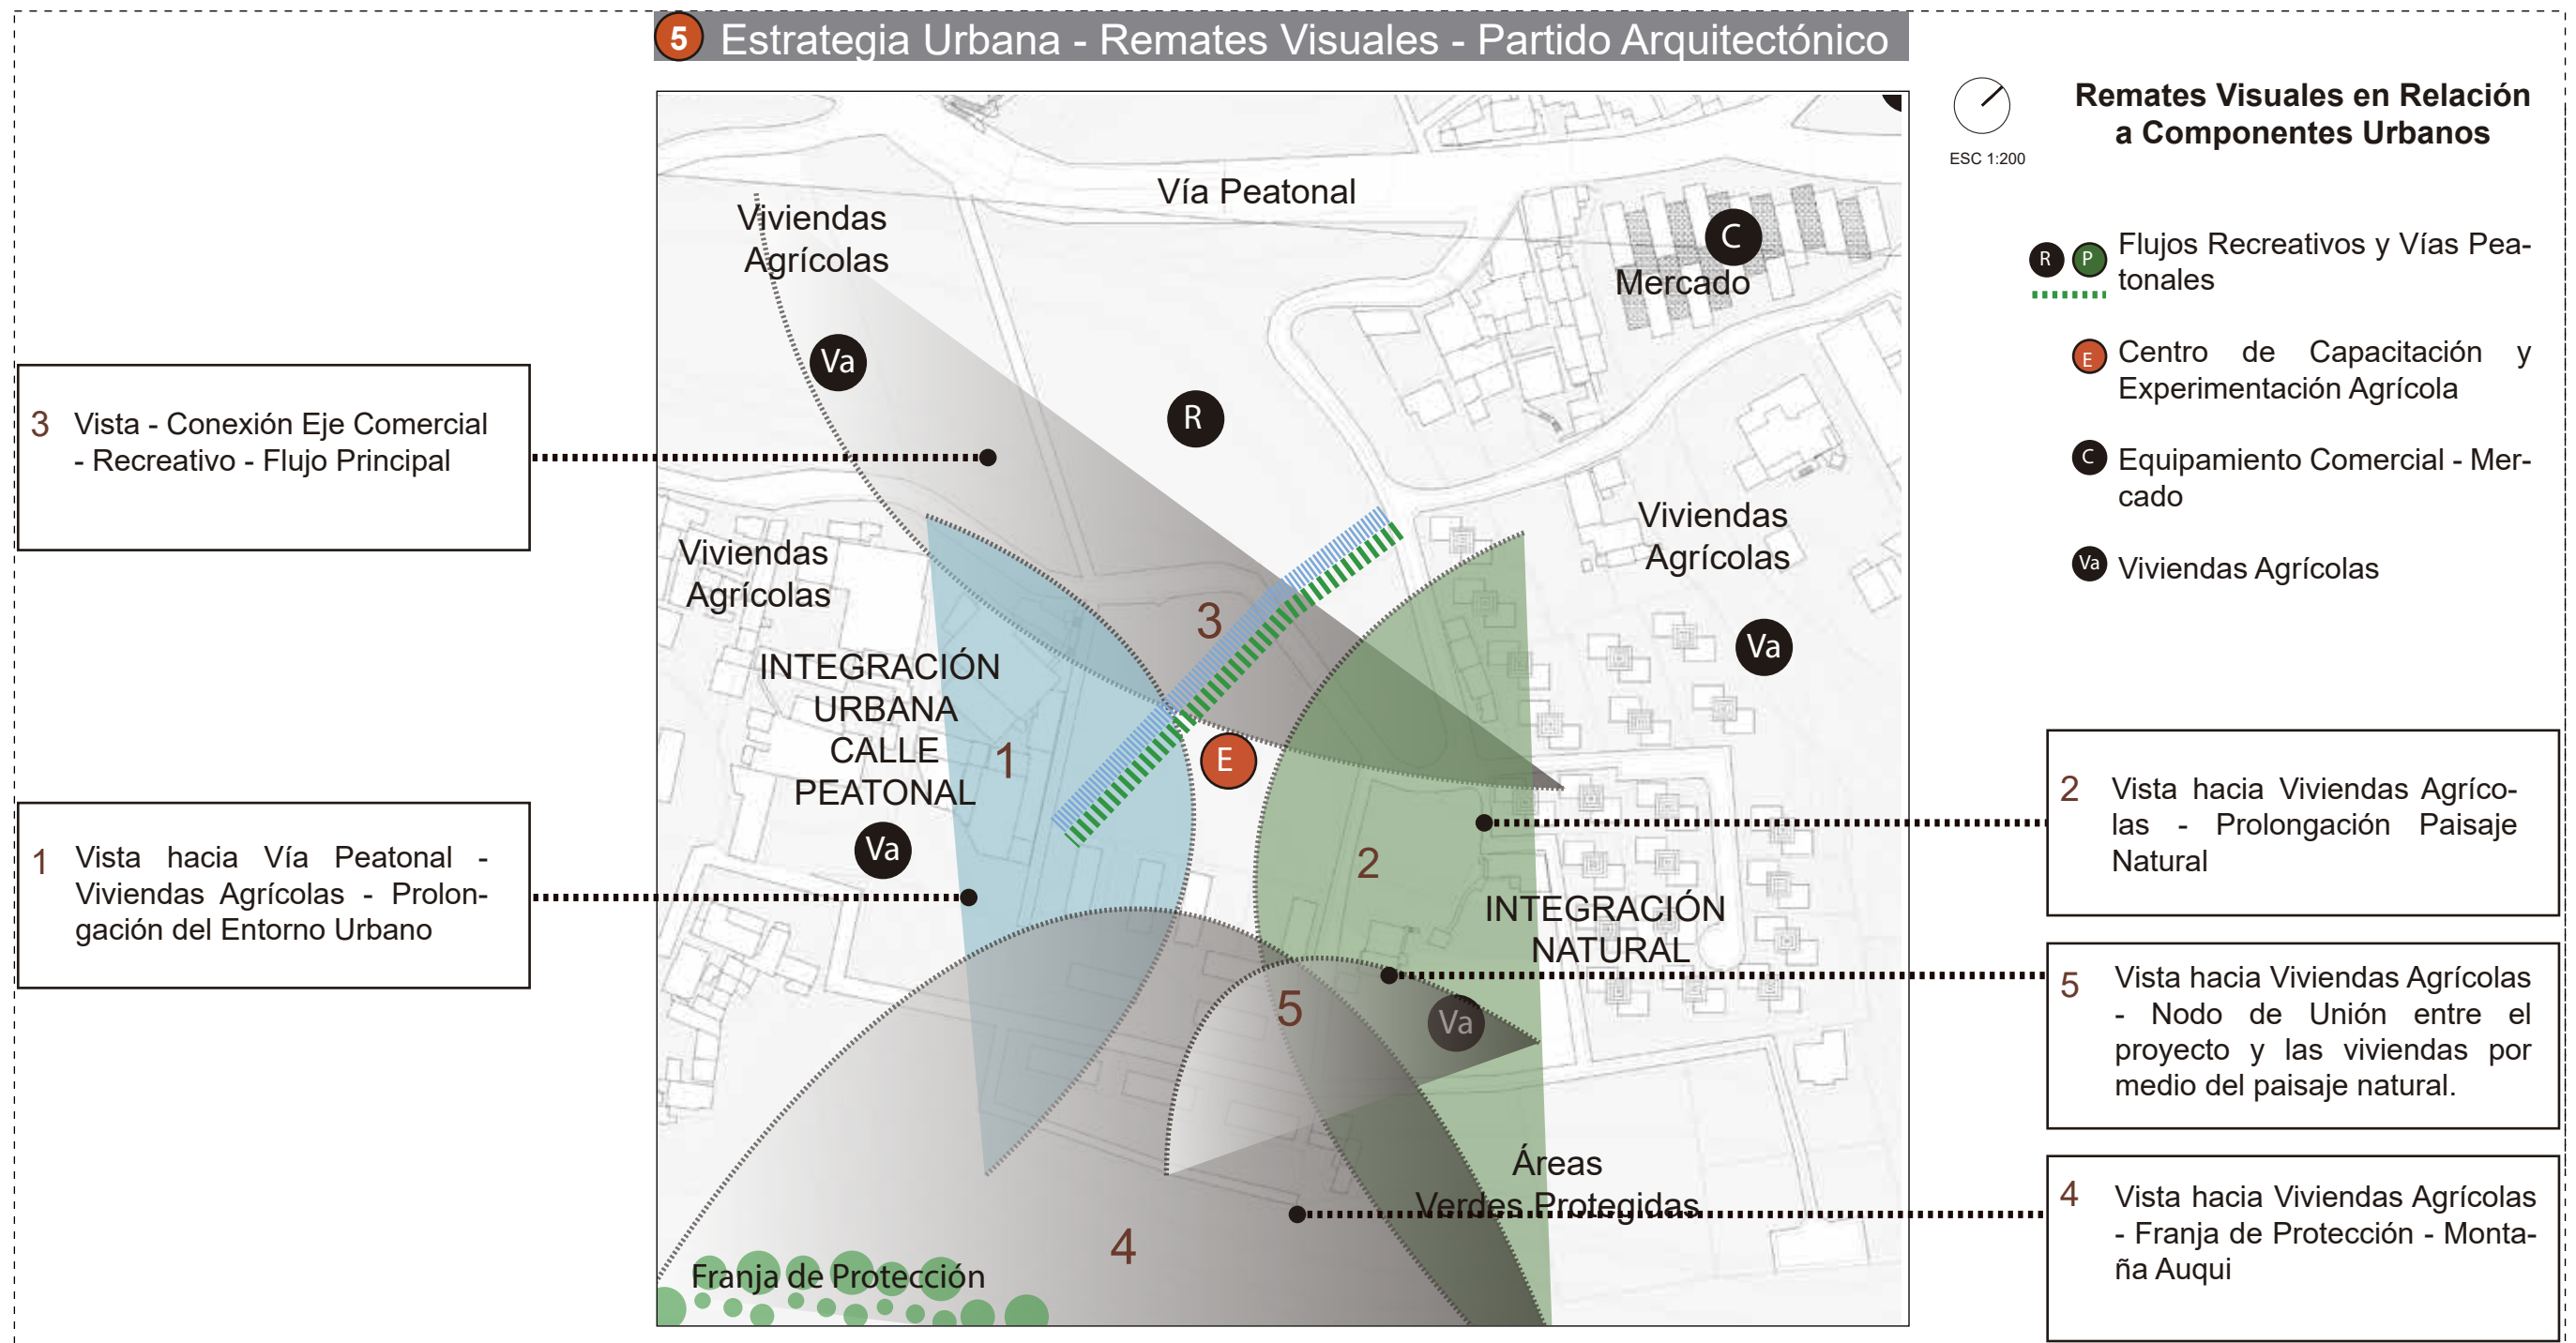 5 Estrategia Urbana - Remates Visuales - Partido Arquitectónico
ESC 1:200
Remates Visuales en Relación
a Componentes Urbanos
R P Flujos Recreativos y Vías Pea-
tonales
E Centro de Capacitación y
Experimentación Agrícola
C Equipamiento Comercial - Mer-
cado
Va Viviendas Agrícolas
3 Vista - Conexión Eje Comercial
- Recreativo - Flujo Principal
1 Vista hacia Vía Peatonal -
Viviendas Agrícolas - Prolon-
gación del Entorno Urbano
Vía Peatonal
Viviendas
Agrícolas
C
Mercado
Va
R
Viviendas
Agrícolas
Viviendas
Agrícolas
3
Va
INTEGRACIÓN
URBANA
CALLE
PEATONAL
1
E
Va
2
INTEGRACIÓN
NATURAL
5
Va
Áreas
Verdes Protegidas
4
Franja de Protección
2 Vista hacia Viviendas Agríco-
las - Prolongación Paisaje
Natural
5 Vista hacia Viviendas Agrícolas
- Nodo de Unión entre el
proyecto y las viviendas por
medio del paisaje natural.
4 Vista hacia Viviendas Agrícolas
- Franja de Protección - Monta-
ña Auqui